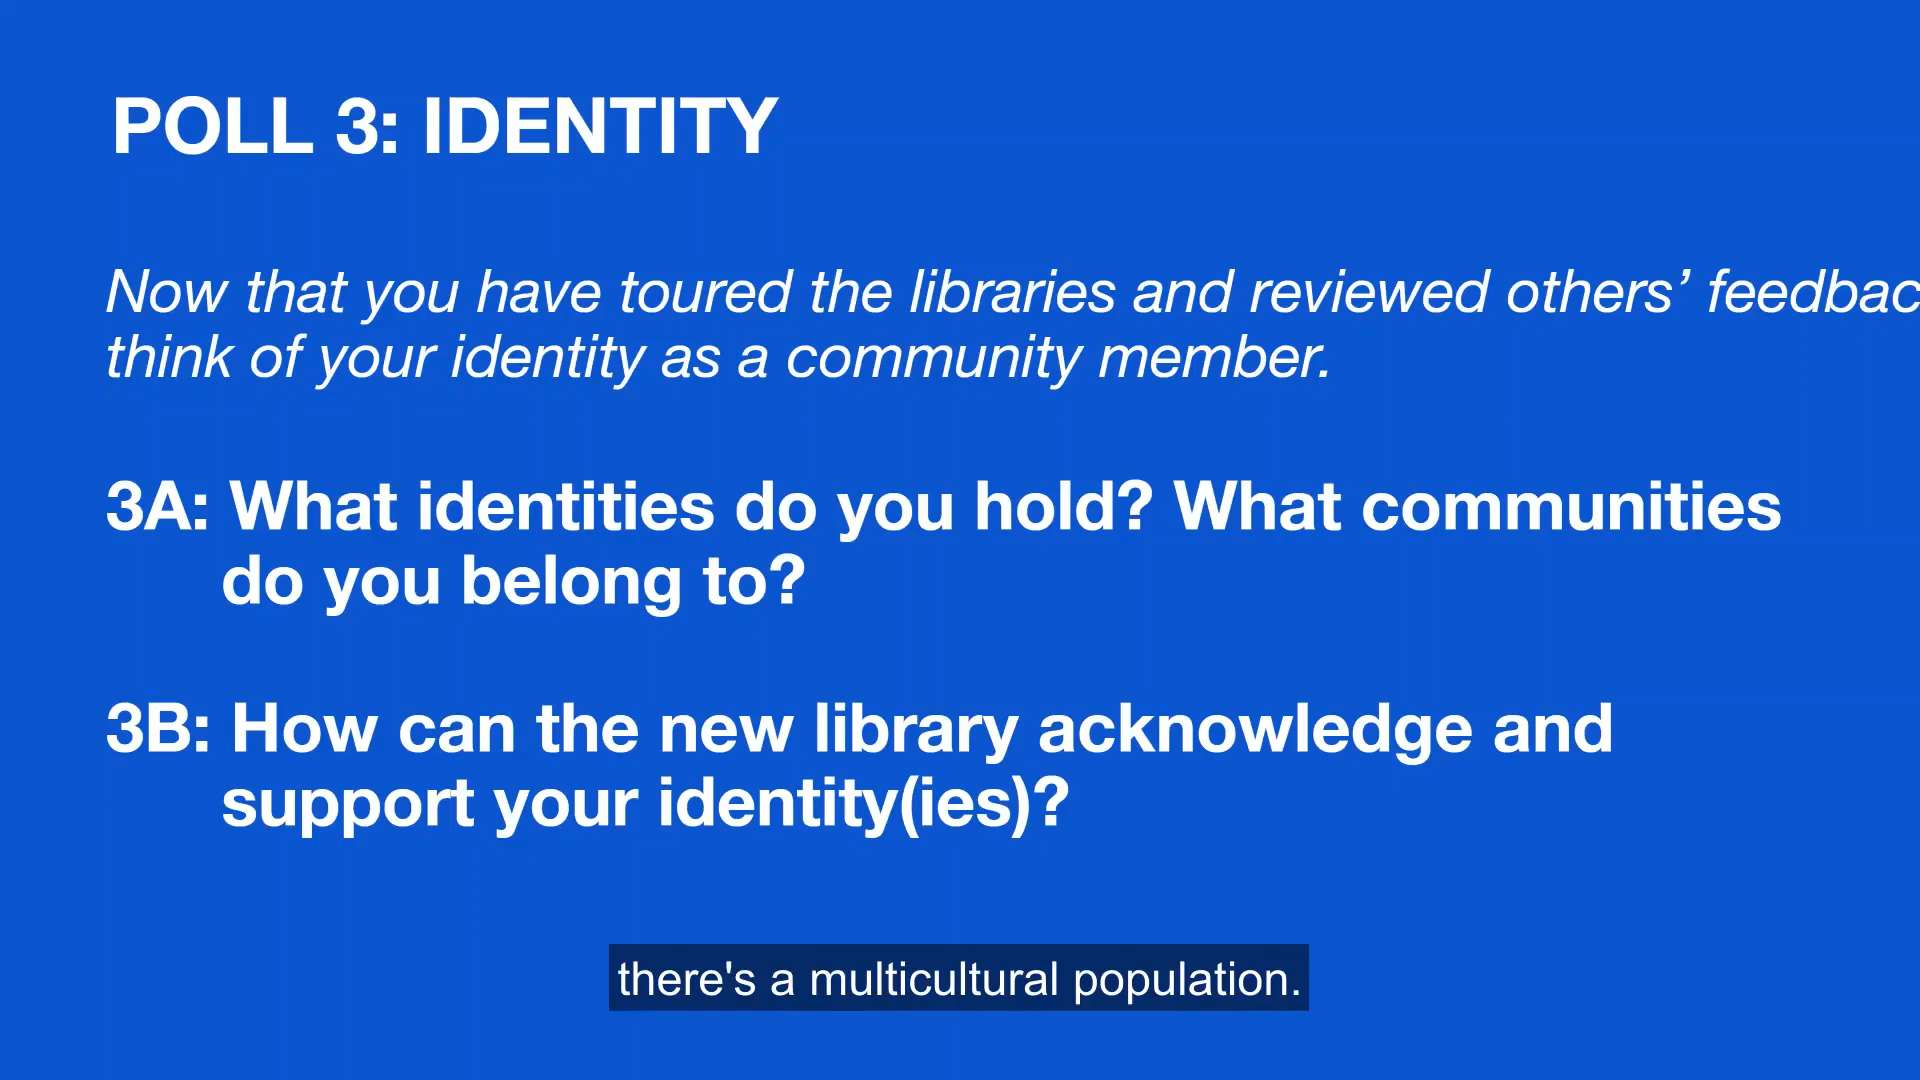 POLL 3: IDENTITY
Now that you have toured the libraries and reviewed others’ feedbac
think of your identity as a community member.
3A: What identities do you hold? What communities
do you belong to?
3B: How can the new library acknowledge and
support your identity(ies)?
there's a multicultural population.